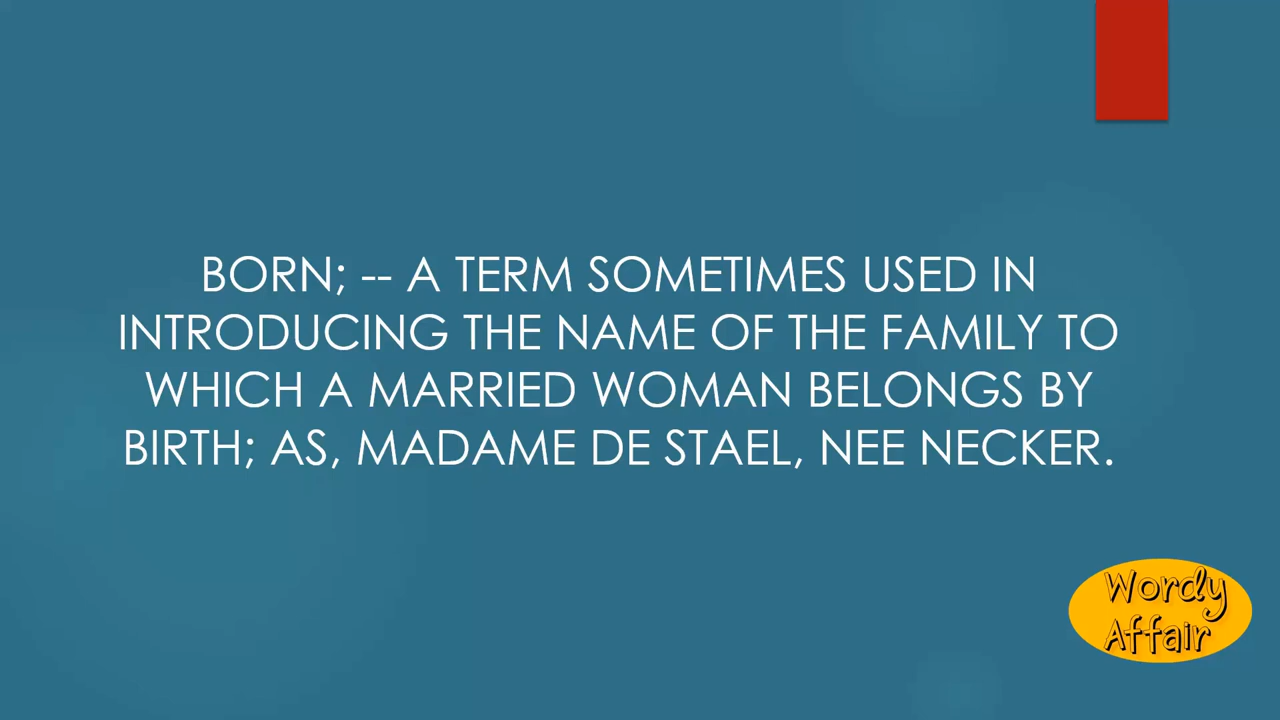 BORN; -- A TERM SOMETIMES USED IN
INTRODUCING THE NAME OF THE FAMILY TO
WHICH A MARRIED WOMAN BELONGS BY
BIRTH; AS, MADAME DE STAEL, NEE NECKER.
Wordy
Affair